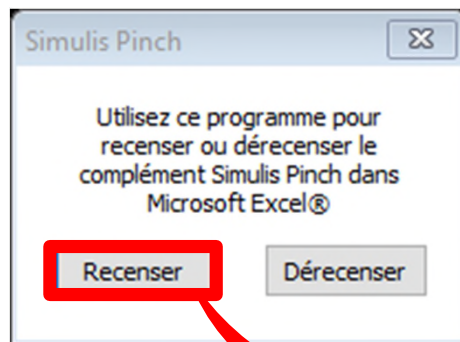 Simulis Pinch
Utilisez ce programme pour
recenser ou dérecenser le
complément Simulis Pinch dans
Microsoft Excel®
Recenser
Dérecenser